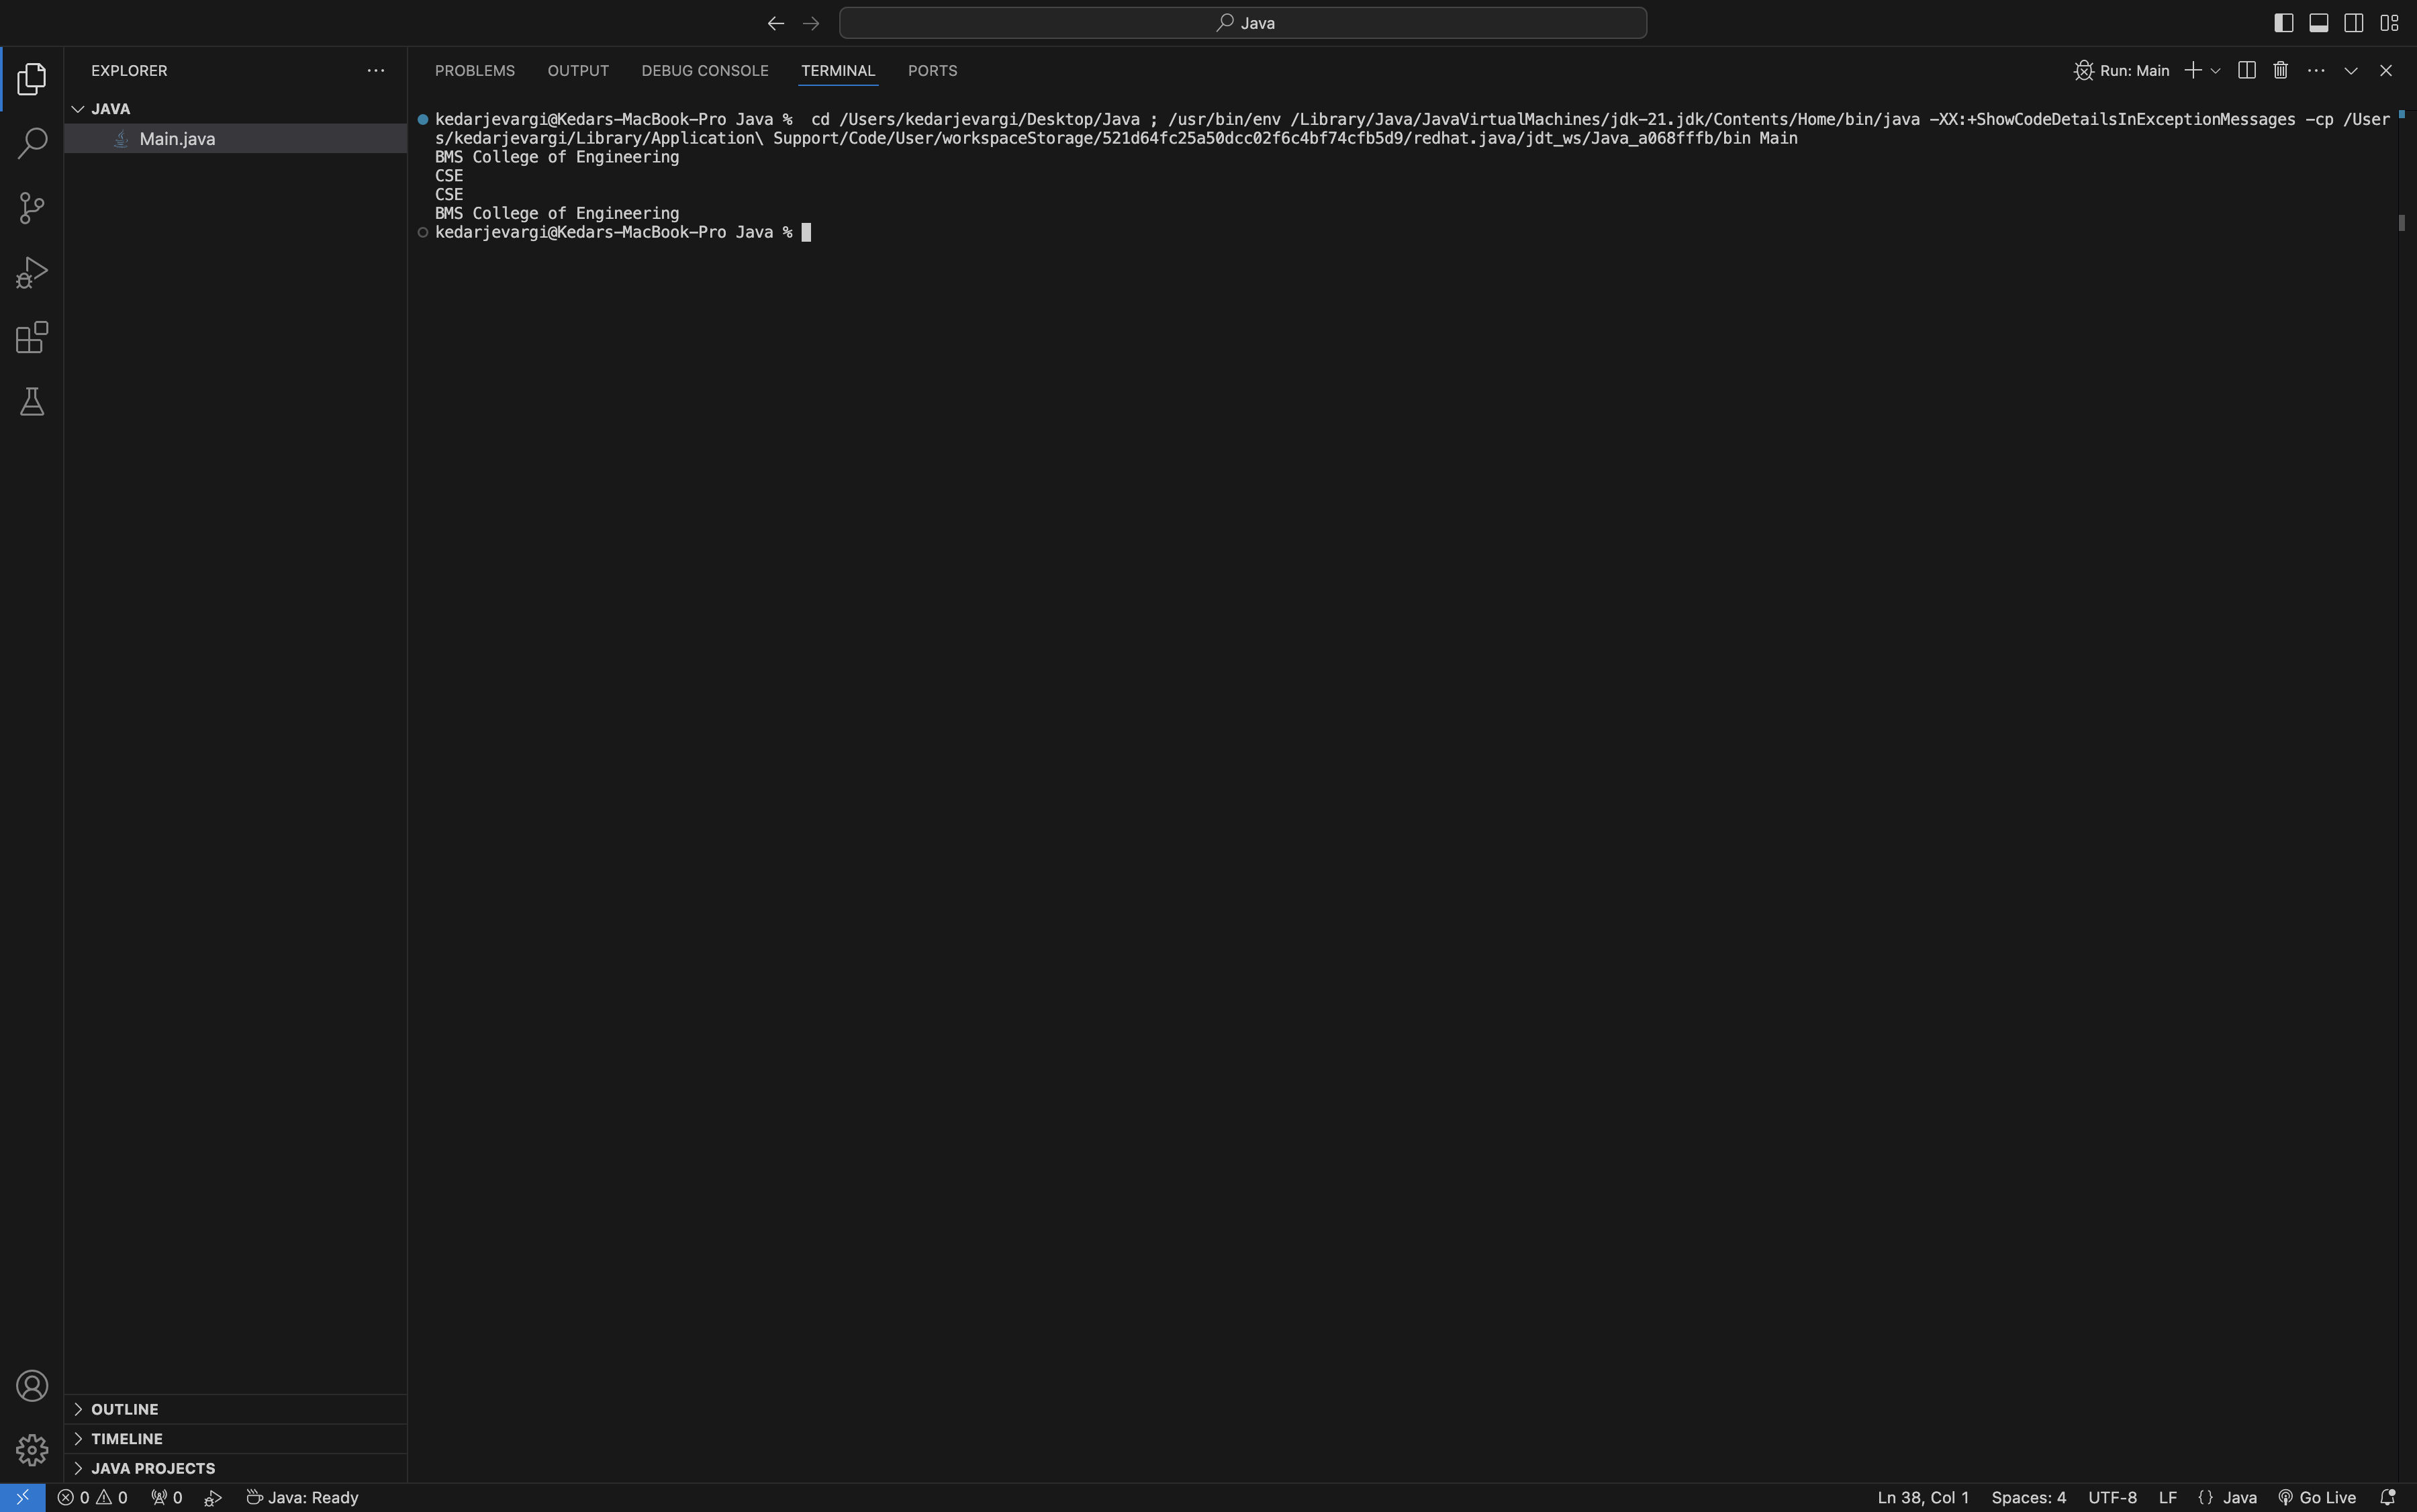 Java
EXPLORER
JAVA
Main.java
PROBLEMS OUTPUT DEBUG CONSOLE TERMINAL PORTS
Run: Main
kedarjevargi@Kedars-MacBook-Pro Java %  cd /Users/kedarjevargi/Desktop/Java ; /usr/bin/env /Library/Java/JavaVirtualMachines/jdk-21.jdk/Contents/Home/bin/java -XX:+ShowCodeDetailsInExceptionMessages -cp /User
s/kedarjevargi/Library/Application\ Support/Code/User/workspaceStorage/521d64fc25a50dcc02f6c4bf74cfb5d9/redhat.java/jdt_ws/Java_a068fffb/bin Main
BMS College of Engineering
CSE
CSE
BMS College of Engineering
kedarjevargi@Kedars-MacBook-Pro Java %
OUTLINE
TIMELINE
JAVA PROJECTS
0 0 0 Java: Ready Ln 38, Col 1 Spaces: 4 UTF-8 LF {} Java Go Live